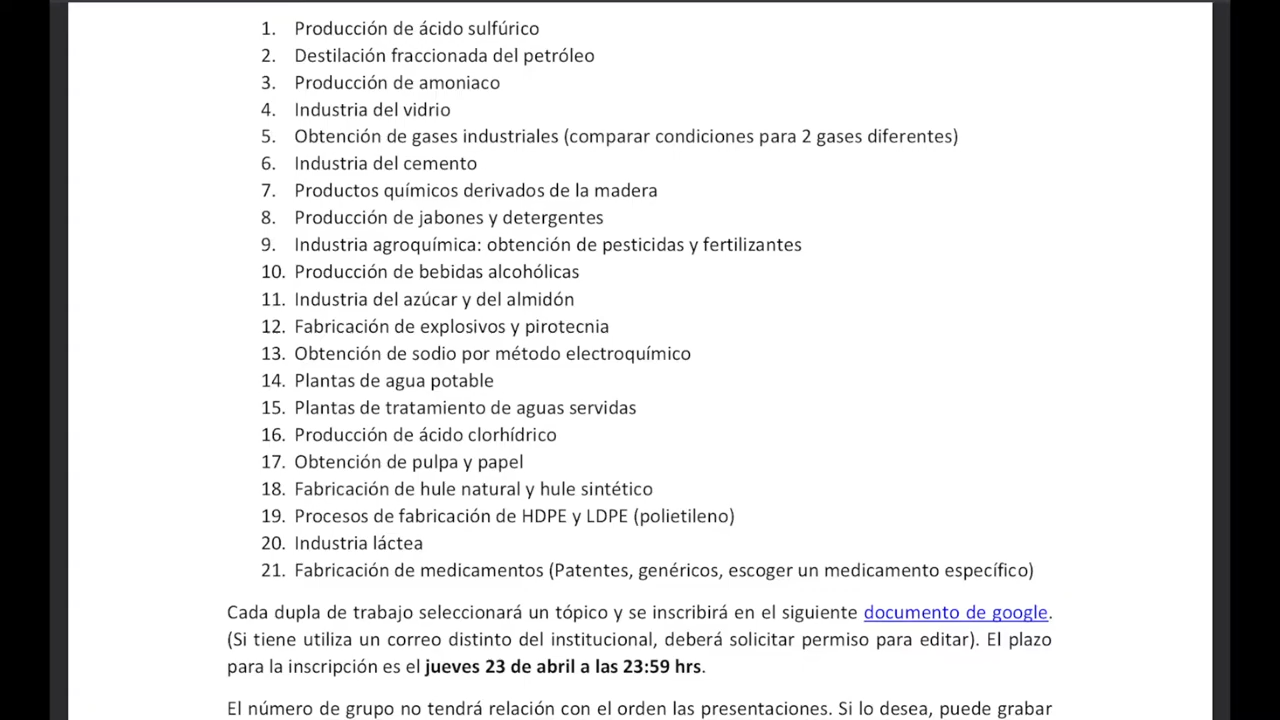 1. Producción de ácido sulfúrico
2. Destilación fraccionada del petróleo
3. Producción de amoniaco
4. Industria del vidrio
5. Obtención de gases industriales (comparar condiciones para 2 gases diferentes)
6. Industria del cemento
7. Productos químicos derivados de la madera
8. Producción de jabones y detergentes
9. Industria agroquímica: obtención de pesticidas y fertilizantes
10. Producción de bebidas alcohólicas
11. Industria del azúcar y del almidón
12. Fabricación de explosivos y pirotecnia
13. Obtención de sodio por método electroquímico
14. Plantas de agua potable
15. Plantas de tratamiento de aguas servidas
16. Producción de ácido clorhídrico
17. Obtención de pulpa y papel
18. Fabricación de hule natural y hule sintético
19. Procesos de fabricación de HDPE y LDPE (polietileno)
20. Industria láctea
21. Fabricación de medicamentos (Patentes, genéricos, escoger un medicamento específico)
Cada dupla de trabajo seleccionará un tópico y se inscribirá en el siguiente documento de google.
(Si tiene utiliza un correo distinto del institucional, deberá solicitar permiso para editar). El plazo
para la inscripción es el jueves 23 de abril a las 23:59 hrs.
El número de grupo no tendrá relación con el orden las presentaciones. Si lo desea, puede grabar